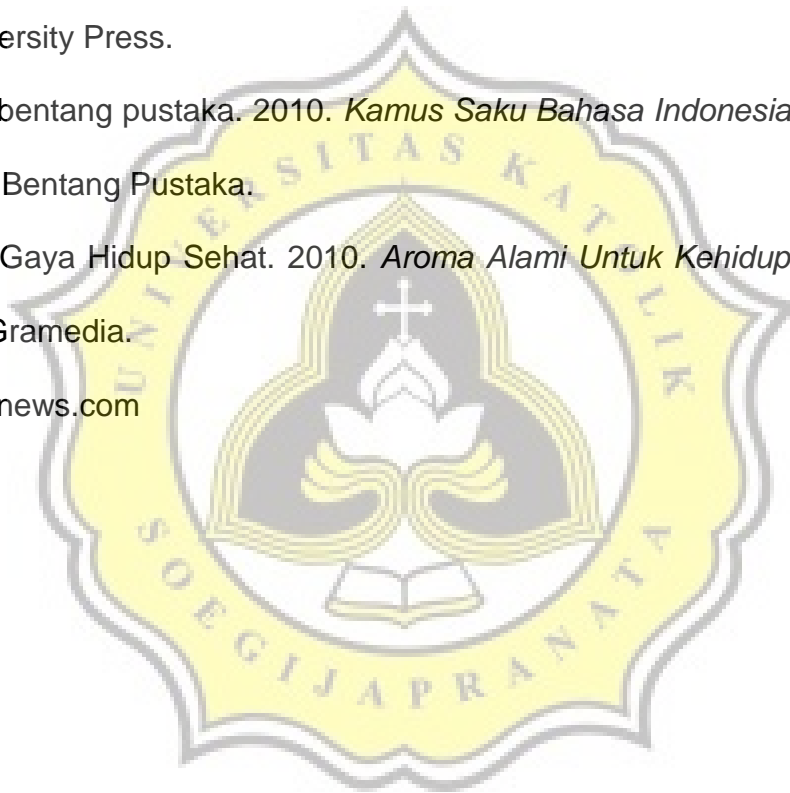 ersity Press.
bentang pustaka. 2010. Kamus Saku Bahasa Indonesia
Bentang Pustaka.
Gaya Hidup Sehat. 2010. Aroma Alami Untuk Kehidup
Gramedia.
news.com
UNIVERSITAS KATOLIK
SOEGIJAPRANATA